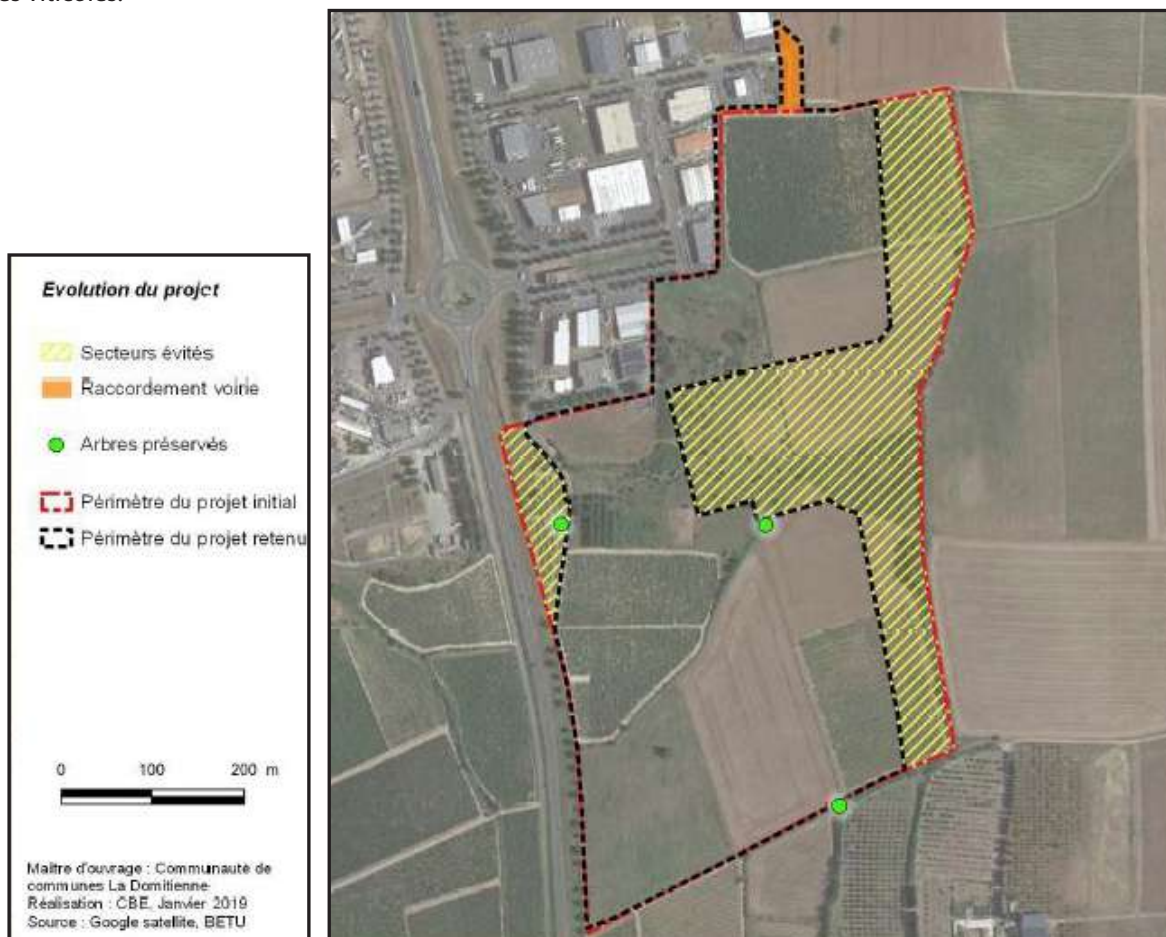 Evolution du projet
Secteurs évités
Raccordement voirie
Arbres préservés
Périmètre du projet initial
Périmètre du projet retenu
0 100 200 m
Maître d'ouvrage : Communauté de
communes La Domitienne
Réalisation : CBE, Janvier 2019
Source : Google satellite, BETU